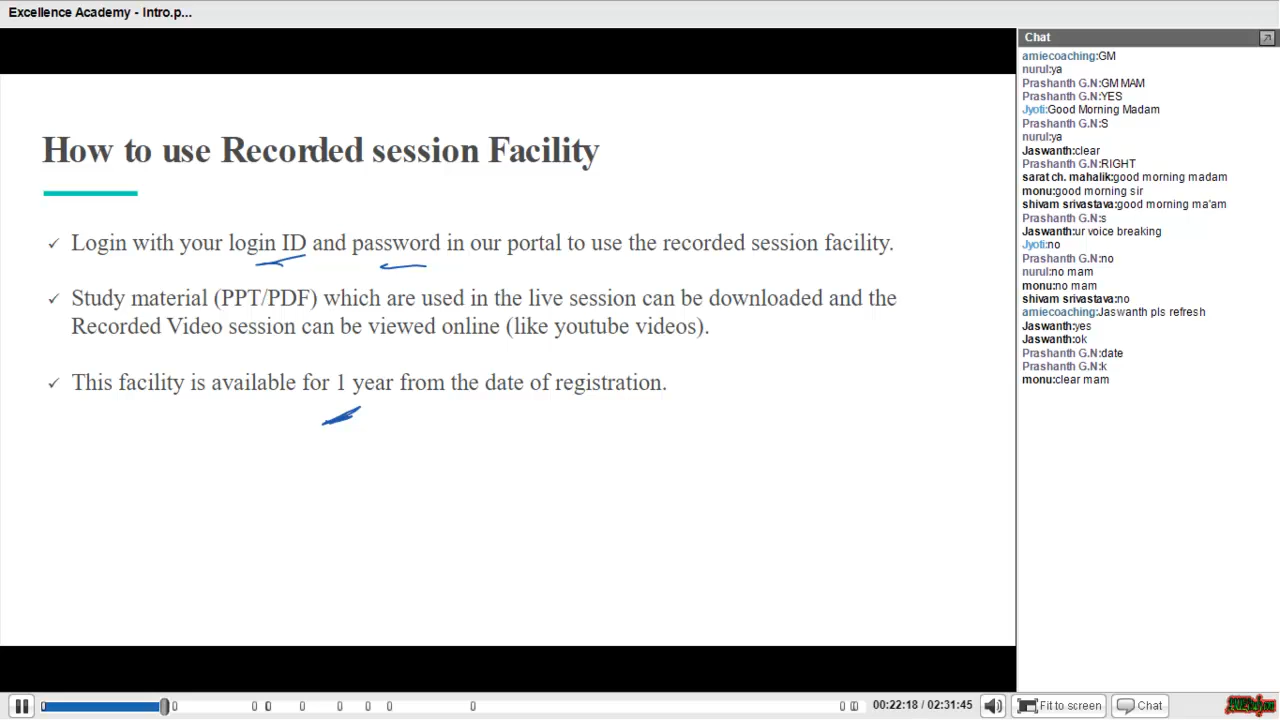 Excellence Academy - Intro.p...
How to use Recorded session Facility
✓ Login with your login ID and password in our portal to use the recorded session facility.
✓ Study material (PPT/PDF) which are used in the live session can be downloaded and the
Recorded Video session can be viewed online (like youtube videos).
✓ This facility is available for 1 year from the date of registration.
Chat
amiecoaching:GM
nurul:ya
Prashanth G.N:GM MAM
Prashanth G.N:YES
Jyoti:Good Morning Madam
Prashanth G.N:S
nurul:ya
Jaswanth:clear
Prashanth G.N:RIGHT
sarat ch. mahalik:good morning madam
monu:good morning sir
shivam srivastava:good morning ma'am
Prashanth G.N:s
Jaswanth:ur voice breaking
Jyoti:no
Prashanth G.N:no
nurul:no mam
monu:no mam
shivam srivastava:no
amiecoaching:Jaswanth pls refresh
Jaswanth:yes
Jaswanth:ok
Prashanth G.N:date
Prashanth G.N:k
monu:clear mam
00:22:18 / 02:31:45
Fit to screen
Chat